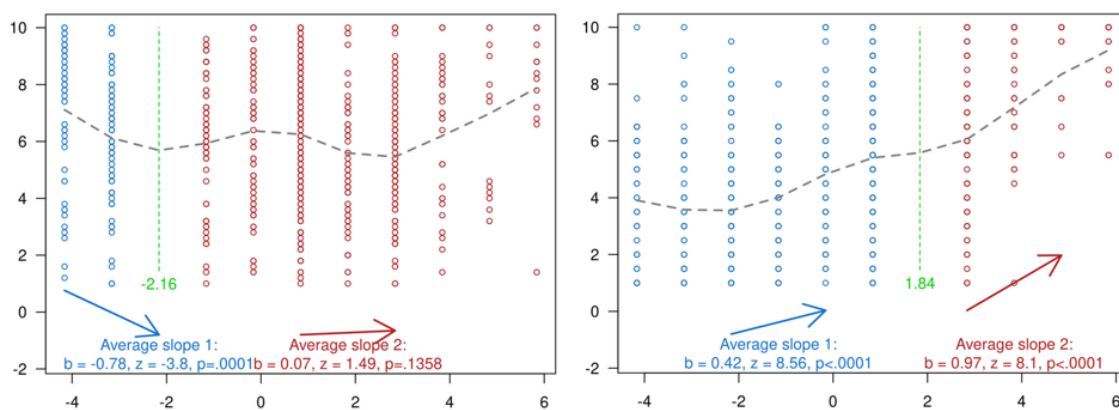 10
8
6
4
2
0
-2
-2.16
Average slope 1:
b = -0.78, z = -3.8, p=.0001
Average slope 2:
b = 0.07, z = 1.49, p=.1358
-4 -2 0 2 4 6
10
8
6
4
2
0
-2
1.84
Average slope 1:
b = 0.42, z = 8.56, p<.0001
Average slope 2:
b = 0.97, z = 8.1, p<.0001
-4 -2 0 2 4 6